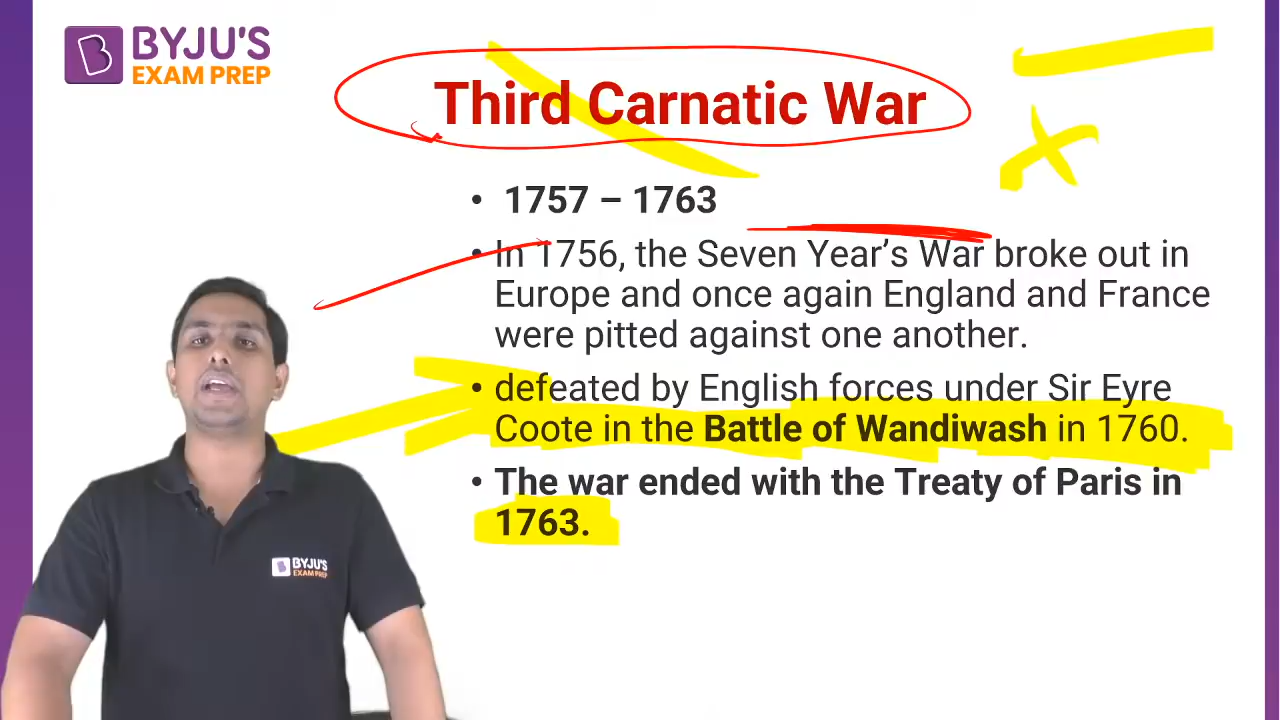 BYJU'S
EXAM PREP
Third Carnatic War
• 1757 – 1763
• In 1756, the Seven Year's War broke out in
Europe and once again England and France
were pitted against one another.
• defeated by English forces under Sir Eyre
Coote in the Battle of Wandiwash in 1760.
• The war ended with the Treaty of Paris in
1763.
BYJU'S
EXAM PREP